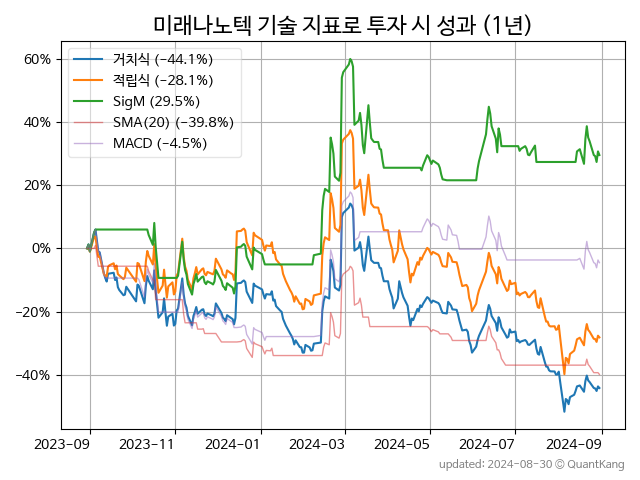 미래나노텍 기술 지표로 투자 시 성과 (1년)
60%
40%
20%
0%
−20%
−40%
거치식 (−44.1%)
적립식 (−28.1%)
SigM (29.5%)
SMA(20) (−39.8%)
MACD (−4.5%)
2023−09
2023−11
2024−01
2024−03
2024−05
2024−07
2024−09
updated: 2024−08−30 © QuantKang